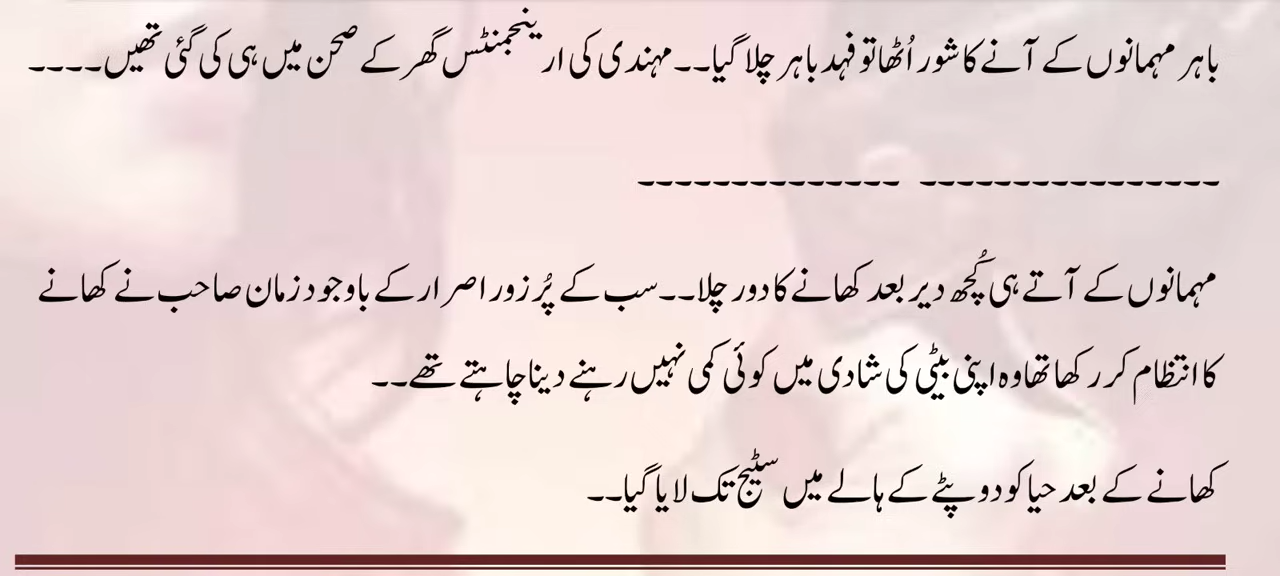 باہر مہمانوں کے آنے کا شور اُٹھا تو فہد باہر چلا گیا۔۔ مہندی کی ارینجمنٹس گھر کے صحن میں ہی کی گئی تھیں۔۔۔۔
۔۔۔۔۔۔۔۔۔۔۔۔۔۔۔۔ ۔۔۔۔۔۔۔۔۔۔۔۔۔۔
مہمانوں کے آتے ہی کُچھ دیر بعد کھانے کا دور چلا۔۔ سب کے پُر زور اصرار کے باوجود زمان صاحب نے کھانے
کا انتظام کر رکھا تھا وہ اپنی بیٹی کی شادی میں کوئی کمی نہیں رہنے دینا چاہتے تھے۔۔
کھانے کے بعد حیا کو دوپٹے کے ہالے میں سٹیج تک لایا گیا۔۔